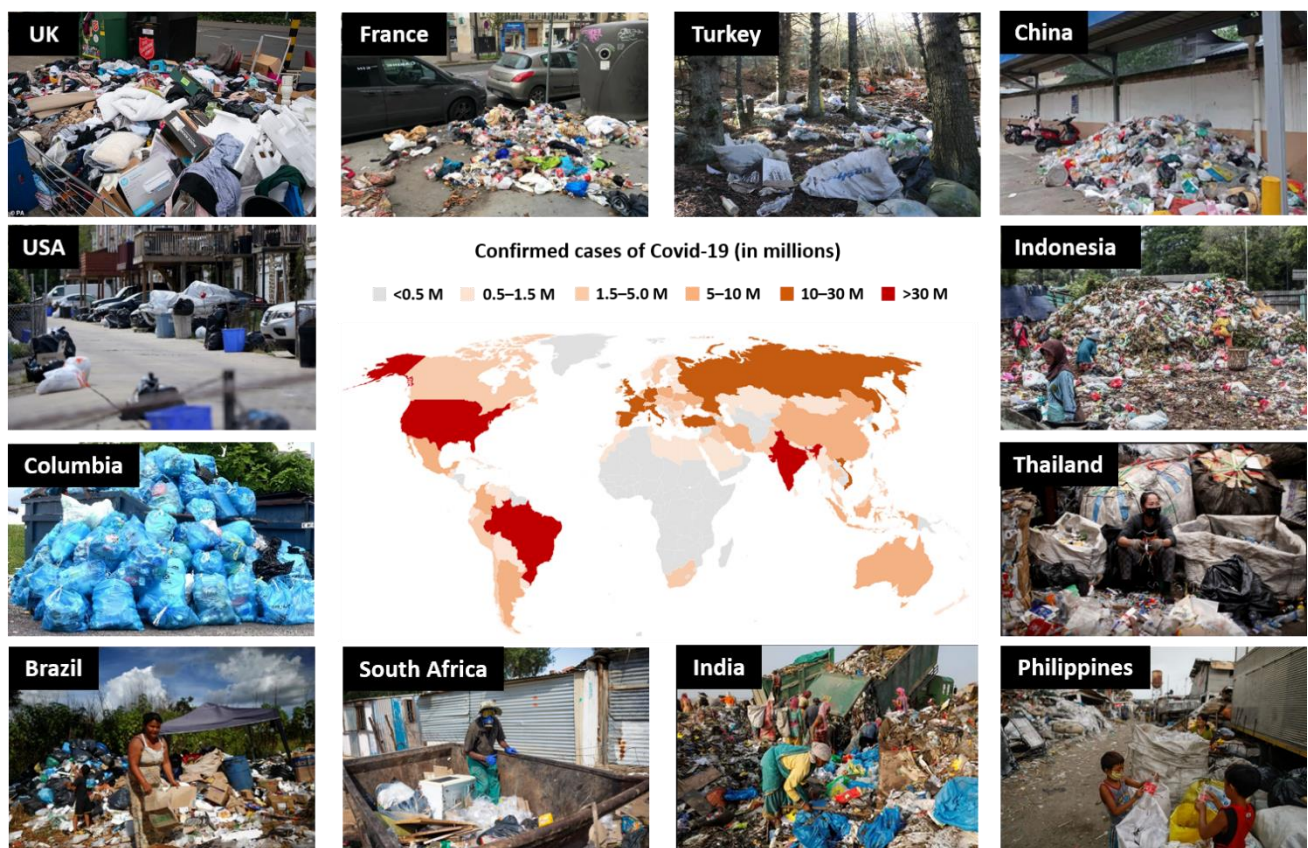 UK
France
Turkey
China
© PA
USA
Confirmed cases of Covid-19 (in millions)
<0.5 M 0.5–1.5 M 1.5–5.0 M 5–10 M 10–30 M >30 M
Indonesia
Columbia
Thailand
Brazil
South Africa
India
Philippines